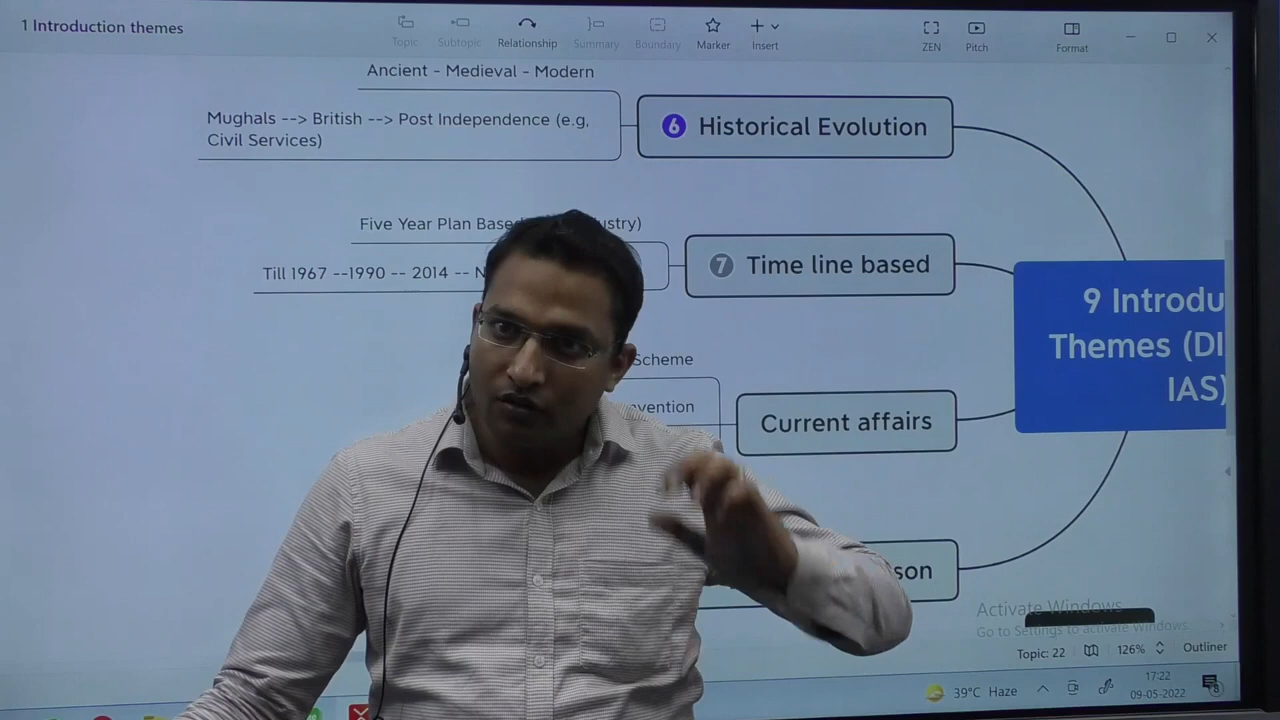 1 Introduction themes
Topic
Subtopic
Relationship
Summary
Boundary
Marker
Insert
ZEN
Pitch
Format
Ancient - Medieval - Modern
Mughals --> British --> Post Independence (e.g,
Civil Services)
6 Historical Evolution
Five Year Plan
7 Time line based
Till 1967 --1990 -- 2014 --
9
Themes
IAS)
Scheme
Current affairs
Activate Windows
Go to Settings to activate Windows.
Topic: 22
126%
Outliner
39°C Haze
17:22
09-05-2022